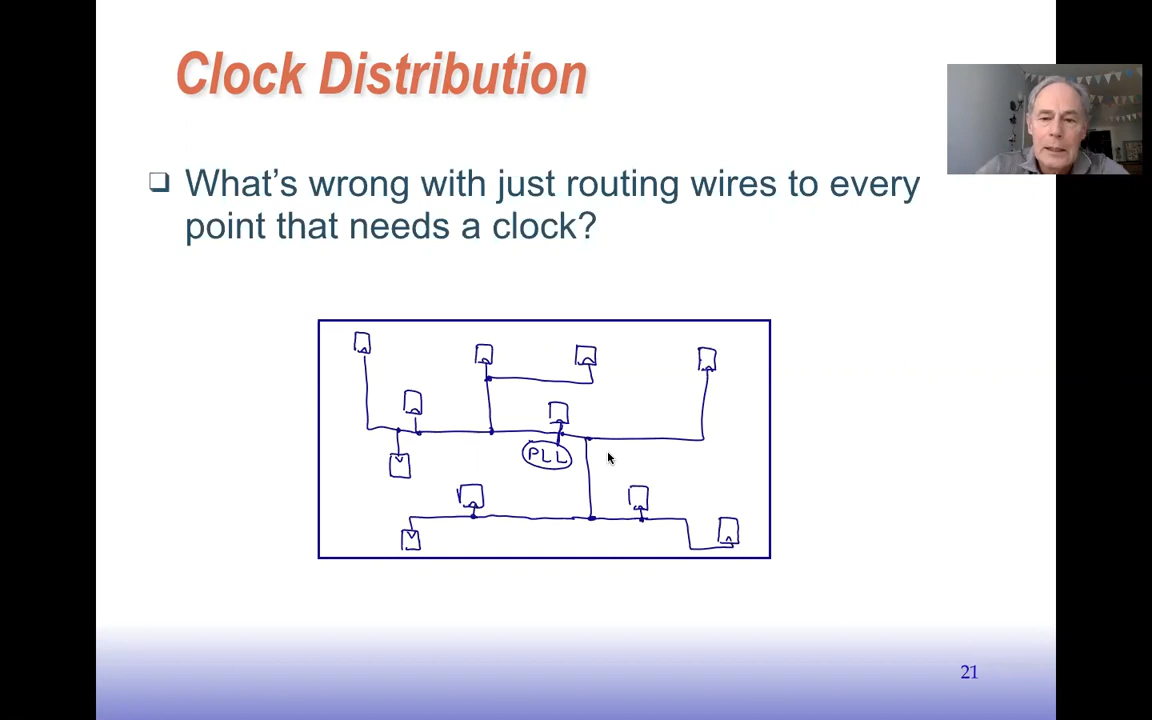 Clock Distribution
What's wrong with just routing wires to every
point that needs a clock?
PLL
21